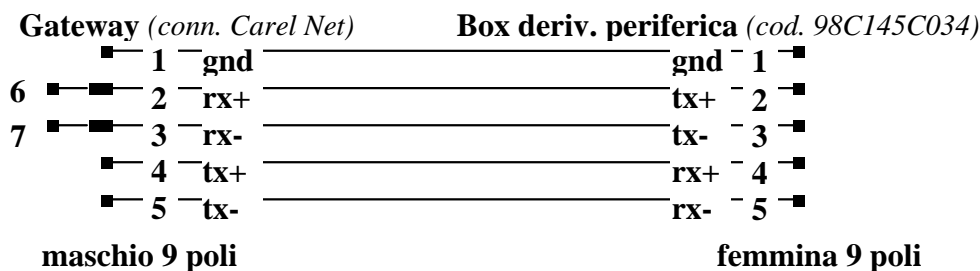 Gateway (conn. Carel Net) Box deriv. periferica (cod. 98C145C034)
1 gnd gnd 1
6 2 rx+ tx+ 2
7 3 rx- tx- 3
4 tx+ rx+ 4
5 tx- rx- 5
maschio 9 poli femmina 9 poli